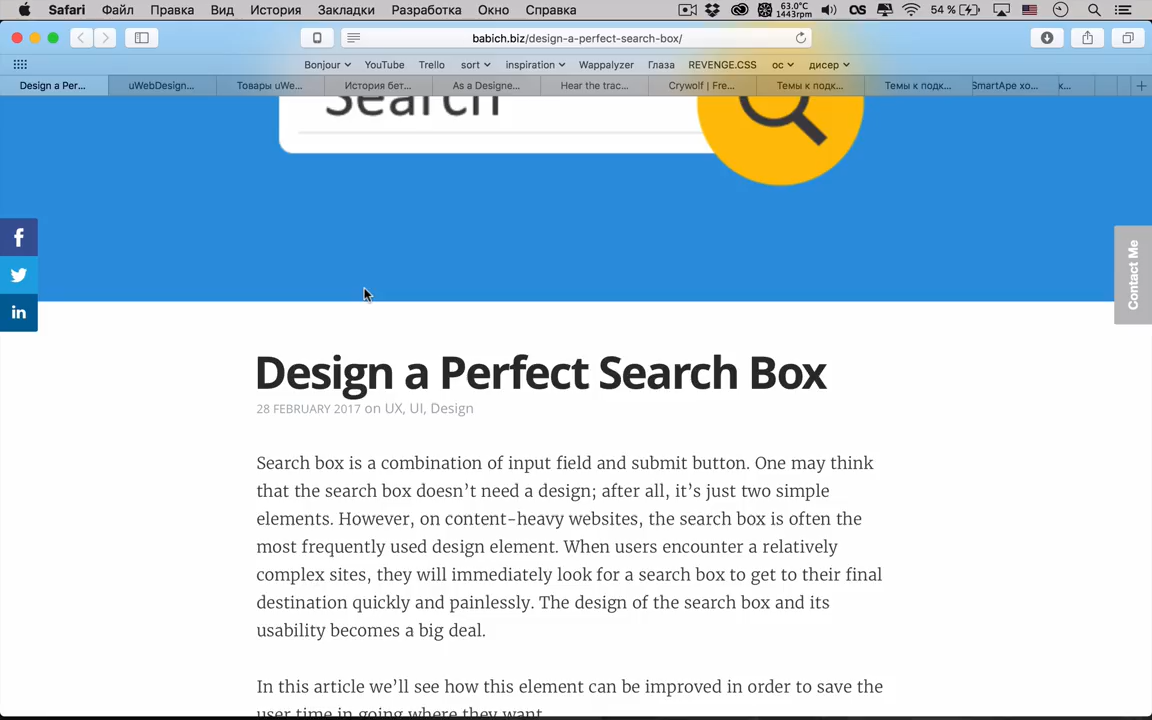 Safari Файл Правка Вид История Закладки Разработка Окно Справка 63.0°C 1443rpm 54 %
babich.biz/design-a-perfect-search-box/
Bonjour YouTube Trello sort inspiration Wappalyzer Глаза REVENGE.CSS ос дисер
Design a Per... uWebDesign... Товары uWe... История бет... As a Designe... Hear the trac... Crywolf | Fre... Темы к подк... Темы к подк... SmartApe хо... к...
Search
f
in
Contact Me
Design a Perfect Search Box
28 FEBRUARY 2017 on UX, UI, Design
Search box is a combination of input field and submit button. One may think
that the search box doesn’t need a design; after all, it’s just two simple
elements. However, on content-heavy websites, the search box is often the
most frequently used design element. When users encounter a relatively
complex sites, they will immediately look for a search box to get to their final
destination quickly and painlessly. The design of the search box and its
usability becomes a big deal.
In this article we’ll see how this element can be improved in order to save the
user time in going where they want.